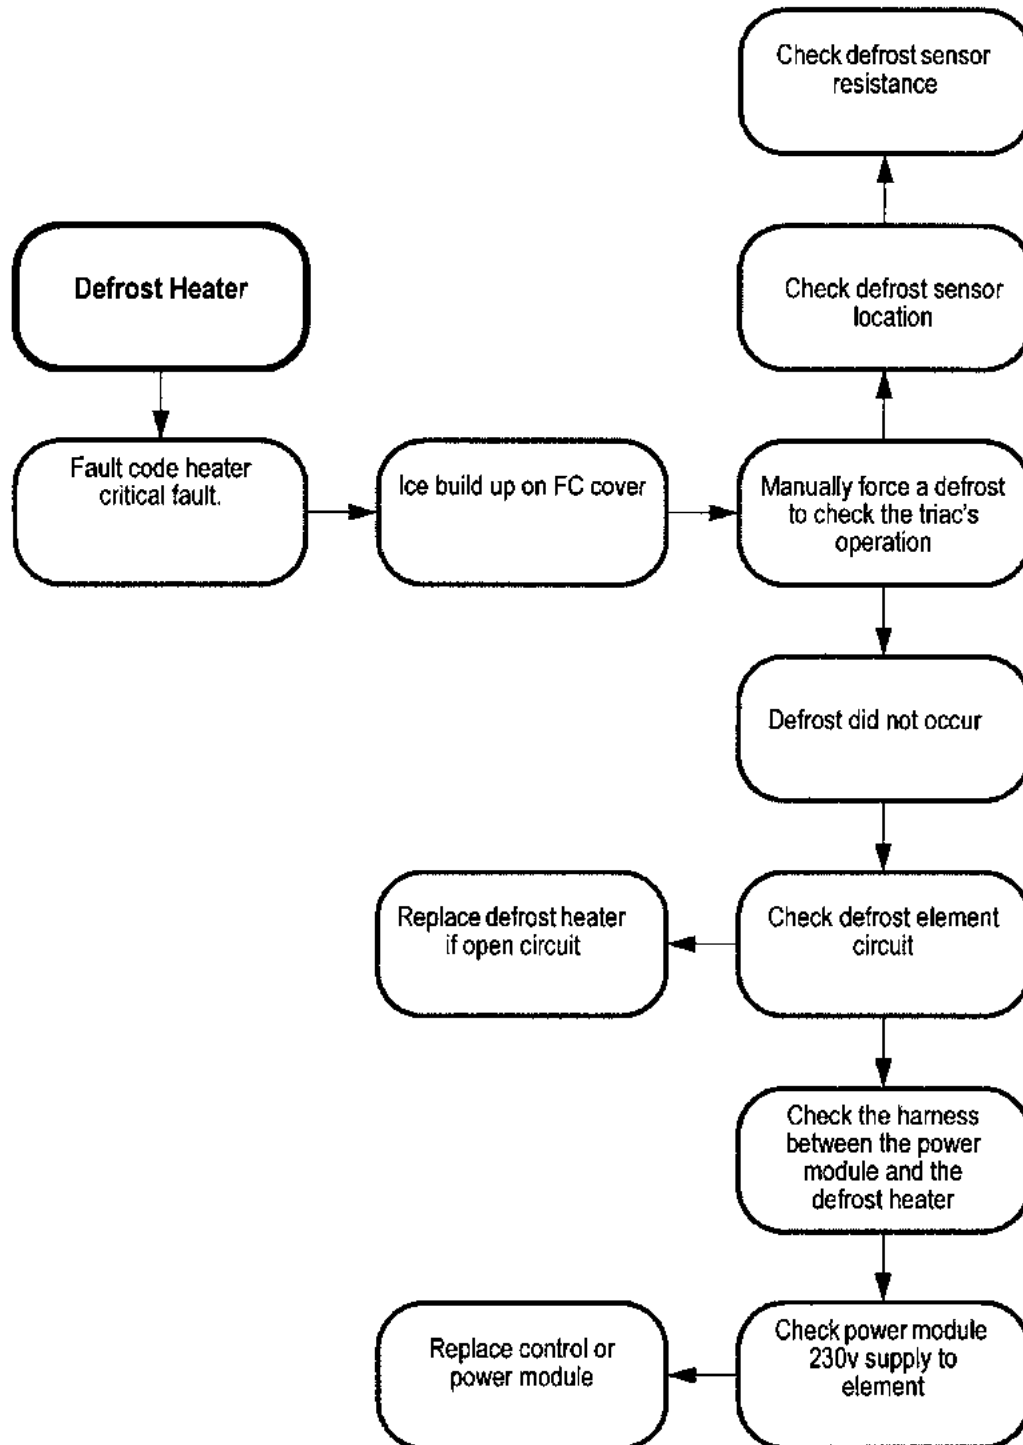 Check defrost sensor
resistance
Defrost Heater
Check defrost sensor
location
Fault code heater
critical fault.
Ice build up on FC cover
Manually force a defrost
to check the triac's
operation
Defrost did not occur
Replace defrost heater
if open circuit
Check defrost element
circuit
Check the harness
between the power
module and the
defrost heater
Replace control or
power module
Check power module
230v supply to
element